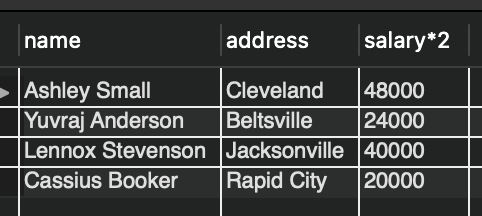 name address salary*2
Ashley Small Cleveland 48000
Yuvraj Anderson Beltsville 24000
Lennox Stevenson Jacksonville 40000
Cassius Booker Rapid City 20000